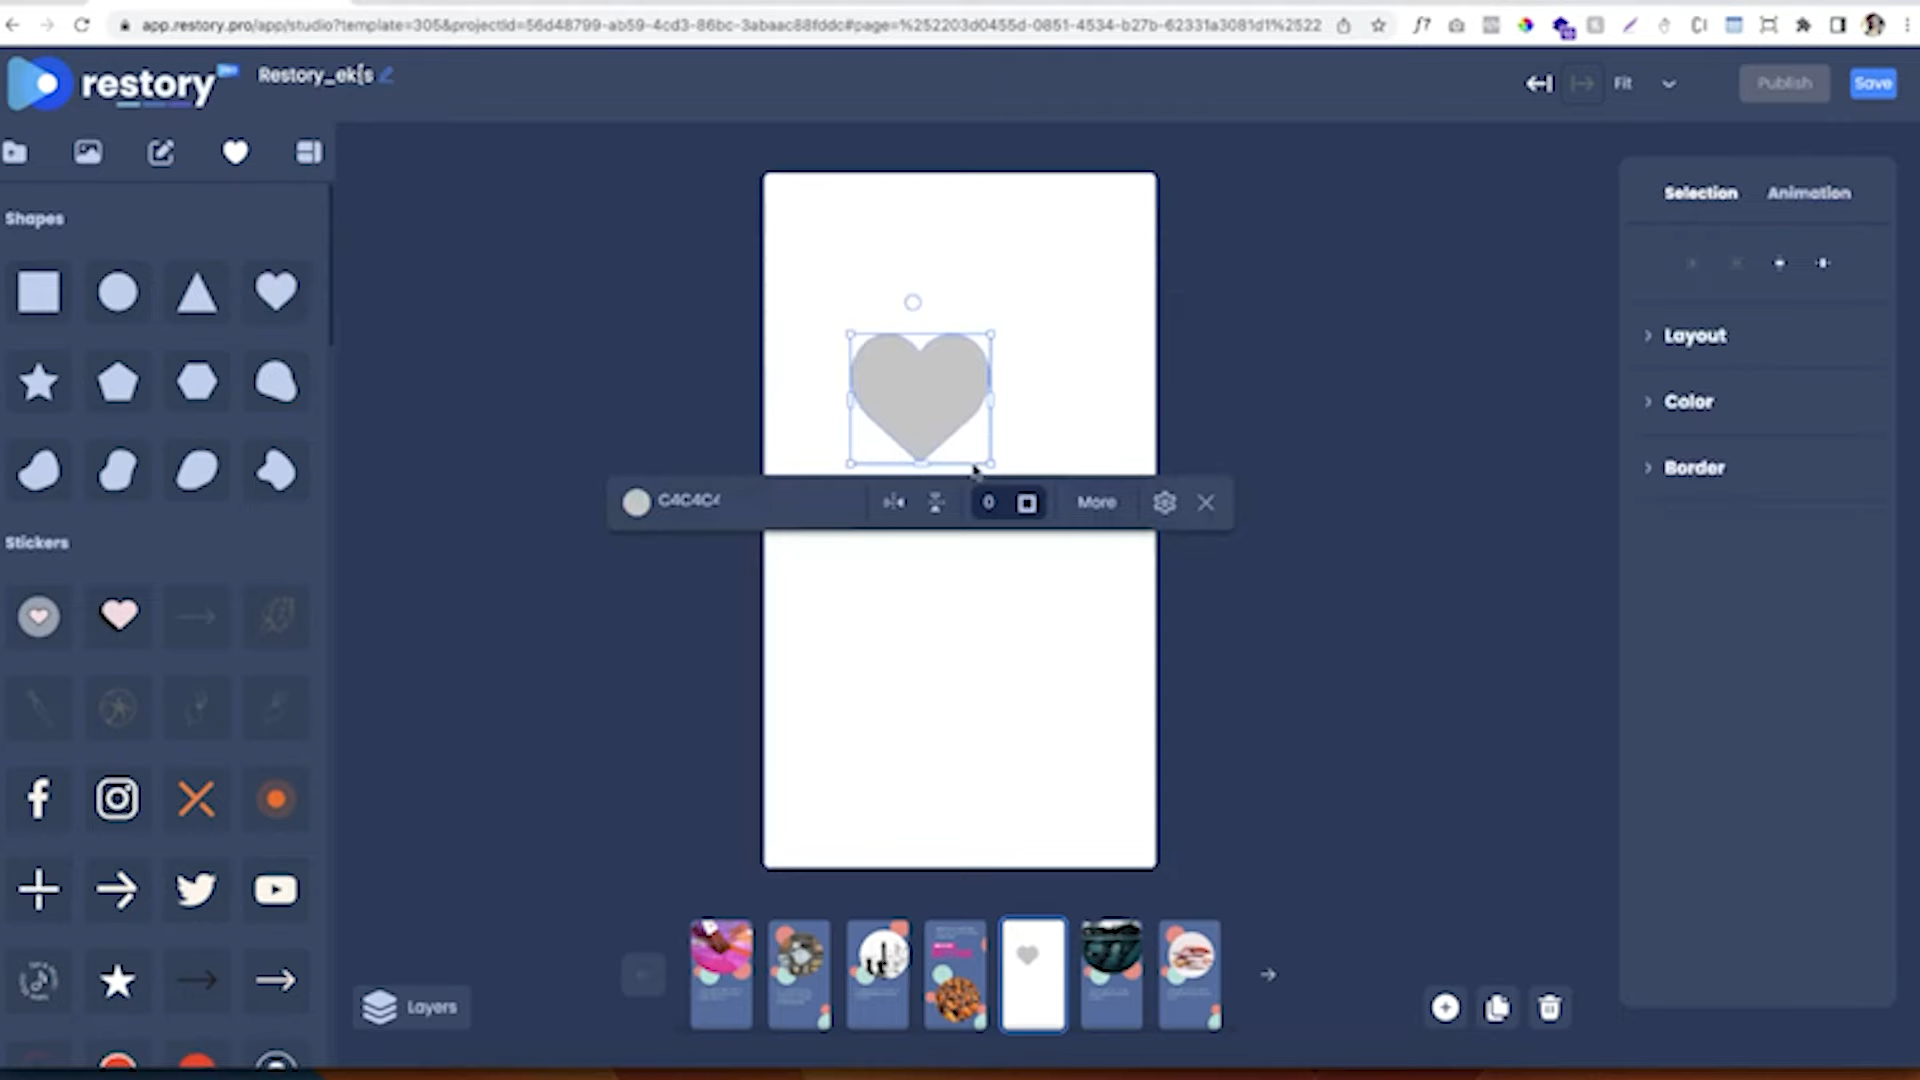 app.restory.pro/app/studio?template=305&projectId=56d48799-ab59-4cd3-86bc-3abaac88fddc#page=%252203d0455d-0851-4534-b27b-62331a3081d1%2522
f?
restory
Restory_ek{s
Fit
Publish
Save
Shapes
Selection
Animation
Layout
Color
Border
C4C4C4
0
More
Stickers
Layers